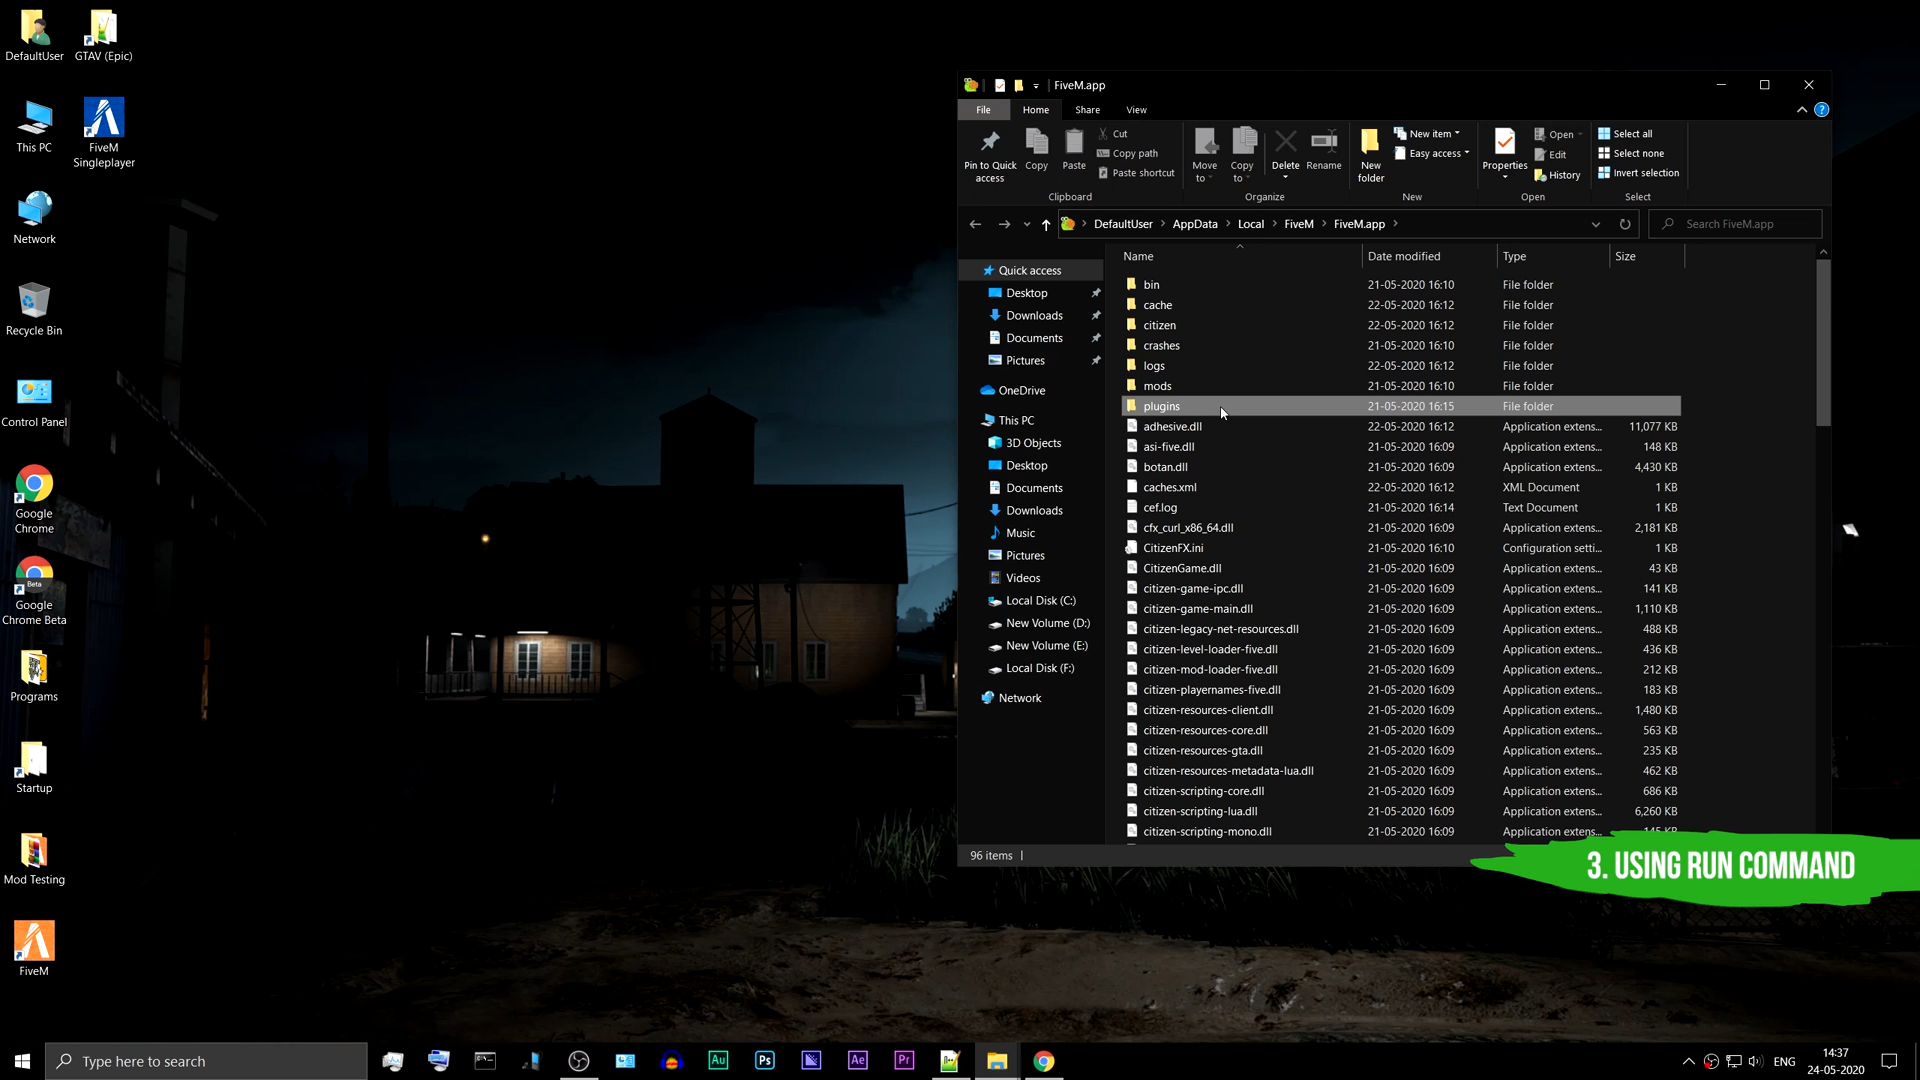 DefaultUser
GTAV (Epic)
This PC
FiveM
Singleplayer
Network
Recycle Bin
Control Panel
Google
Chrome
Beta
Google
Chrome Beta
Programs
Startup
Mod Testing
FiveM
FiveM.app
File
Home
Share
View
Pin to Quick
access
Copy
Paste
Cut
Copy path
Paste shortcut
Move
to
Copy
to
Delete
Rename
New
folder
New item
Easy access
Properties
Open
Edit
History
Select all
Select none
Invert selection
Clipboard
Organize
New
Open
Select
DefaultUser > AppData > Local > FiveM > FiveM.app >
Search FiveM.app
Quick access
Desktop
Downloads
Documents
Pictures
OneDrive
This PC
3D Objects
Desktop
Documents
Downloads
Music
Pictures
Videos
Local Disk (C:)
New Volume (D:)
New Volume (E:)
Local Disk (F:)
Network
Name Date modified Type Size
bin 21-05-2020 16:10 File folder
cache 22-05-2020 16:12 File folder
citizen 22-05-2020 16:12 File folder
crashes 21-05-2020 16:10 File folder
logs 22-05-2020 16:12 File folder
mods 21-05-2020 16:10 File folder
plugins 21-05-2020 16:15 File folder
adhesive.dll 22-05-2020 16:12 Application extens... 11,077 KB
asi-five.dll 21-05-2020 16:09 Application extens... 148 KB
botan.dll 21-05-2020 16:09 Application extens... 4,430 KB
caches.xml 22-05-2020 16:12 XML Document 1 KB
cef.log 21-05-2020 16:14 Text Document 1 KB
cfx_curl_x86_64.dll 21-05-2020 16:09 Application extens... 2,181 KB
CitizenFX.ini 21-05-2020 16:10 Configuration setti... 1 KB
CitizenGame.dll 21-05-2020 16:09 Application extens... 43 KB
citizen-game-ipc.dll 21-05-2020 16:09 Application extens... 141 KB
citizen-game-main.dll 21-05-2020 16:09 Application extens... 1,110 KB
citizen-legacy-net-resources.dll 21-05-2020 16:09 Application extens... 488 KB
citizen-level-loader-five.dll 21-05-2020 16:09 Application extens... 436 KB
citizen-mod-loader-five.dll 21-05-2020 16:09 Application extens... 212 KB
citizen-playernames-five.dll 21-05-2020 16:09 Application extens... 183 KB
citizen-resources-client.dll 21-05-2020 16:09 Application extens... 1,480 KB
citizen-resources-core.dll 21-05-2020 16:09 Application extens... 563 KB
citizen-resources-gta.dll 21-05-2020 16:09 Application extens... 235 KB
citizen-resources-metadata-lua.dll 21-05-2020 16:09 Application extens... 462 KB
citizen-scripting-core.dll 21-05-2020 16:09 Application extens... 686 KB
citizen-scripting-lua.dll 21-05-2020 16:09 Application extens... 6,260 KB
citizen-scripting-mono.dll 21-05-2020 16:09 Application extens...
96 items
3. USING RUN COMMAND
Type here to search
Au
Ps
Ae
Pr
ENG
14:37
24-05-2020